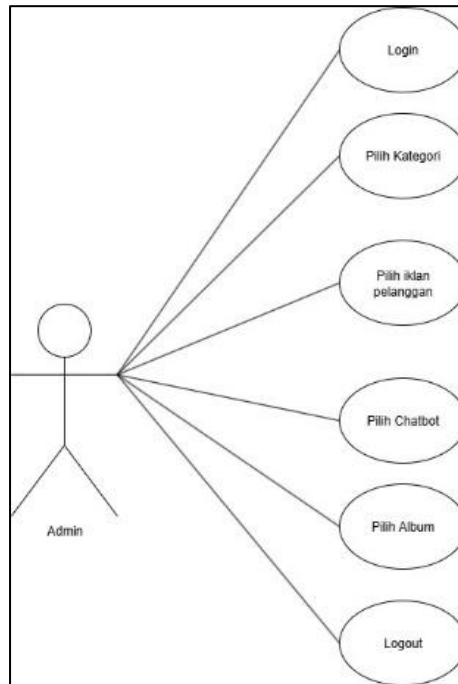 Login
Pilih Kategori
Pilih iklan
pelanggan
Pilih Chatbot
Admin
Pilih Album
Logout